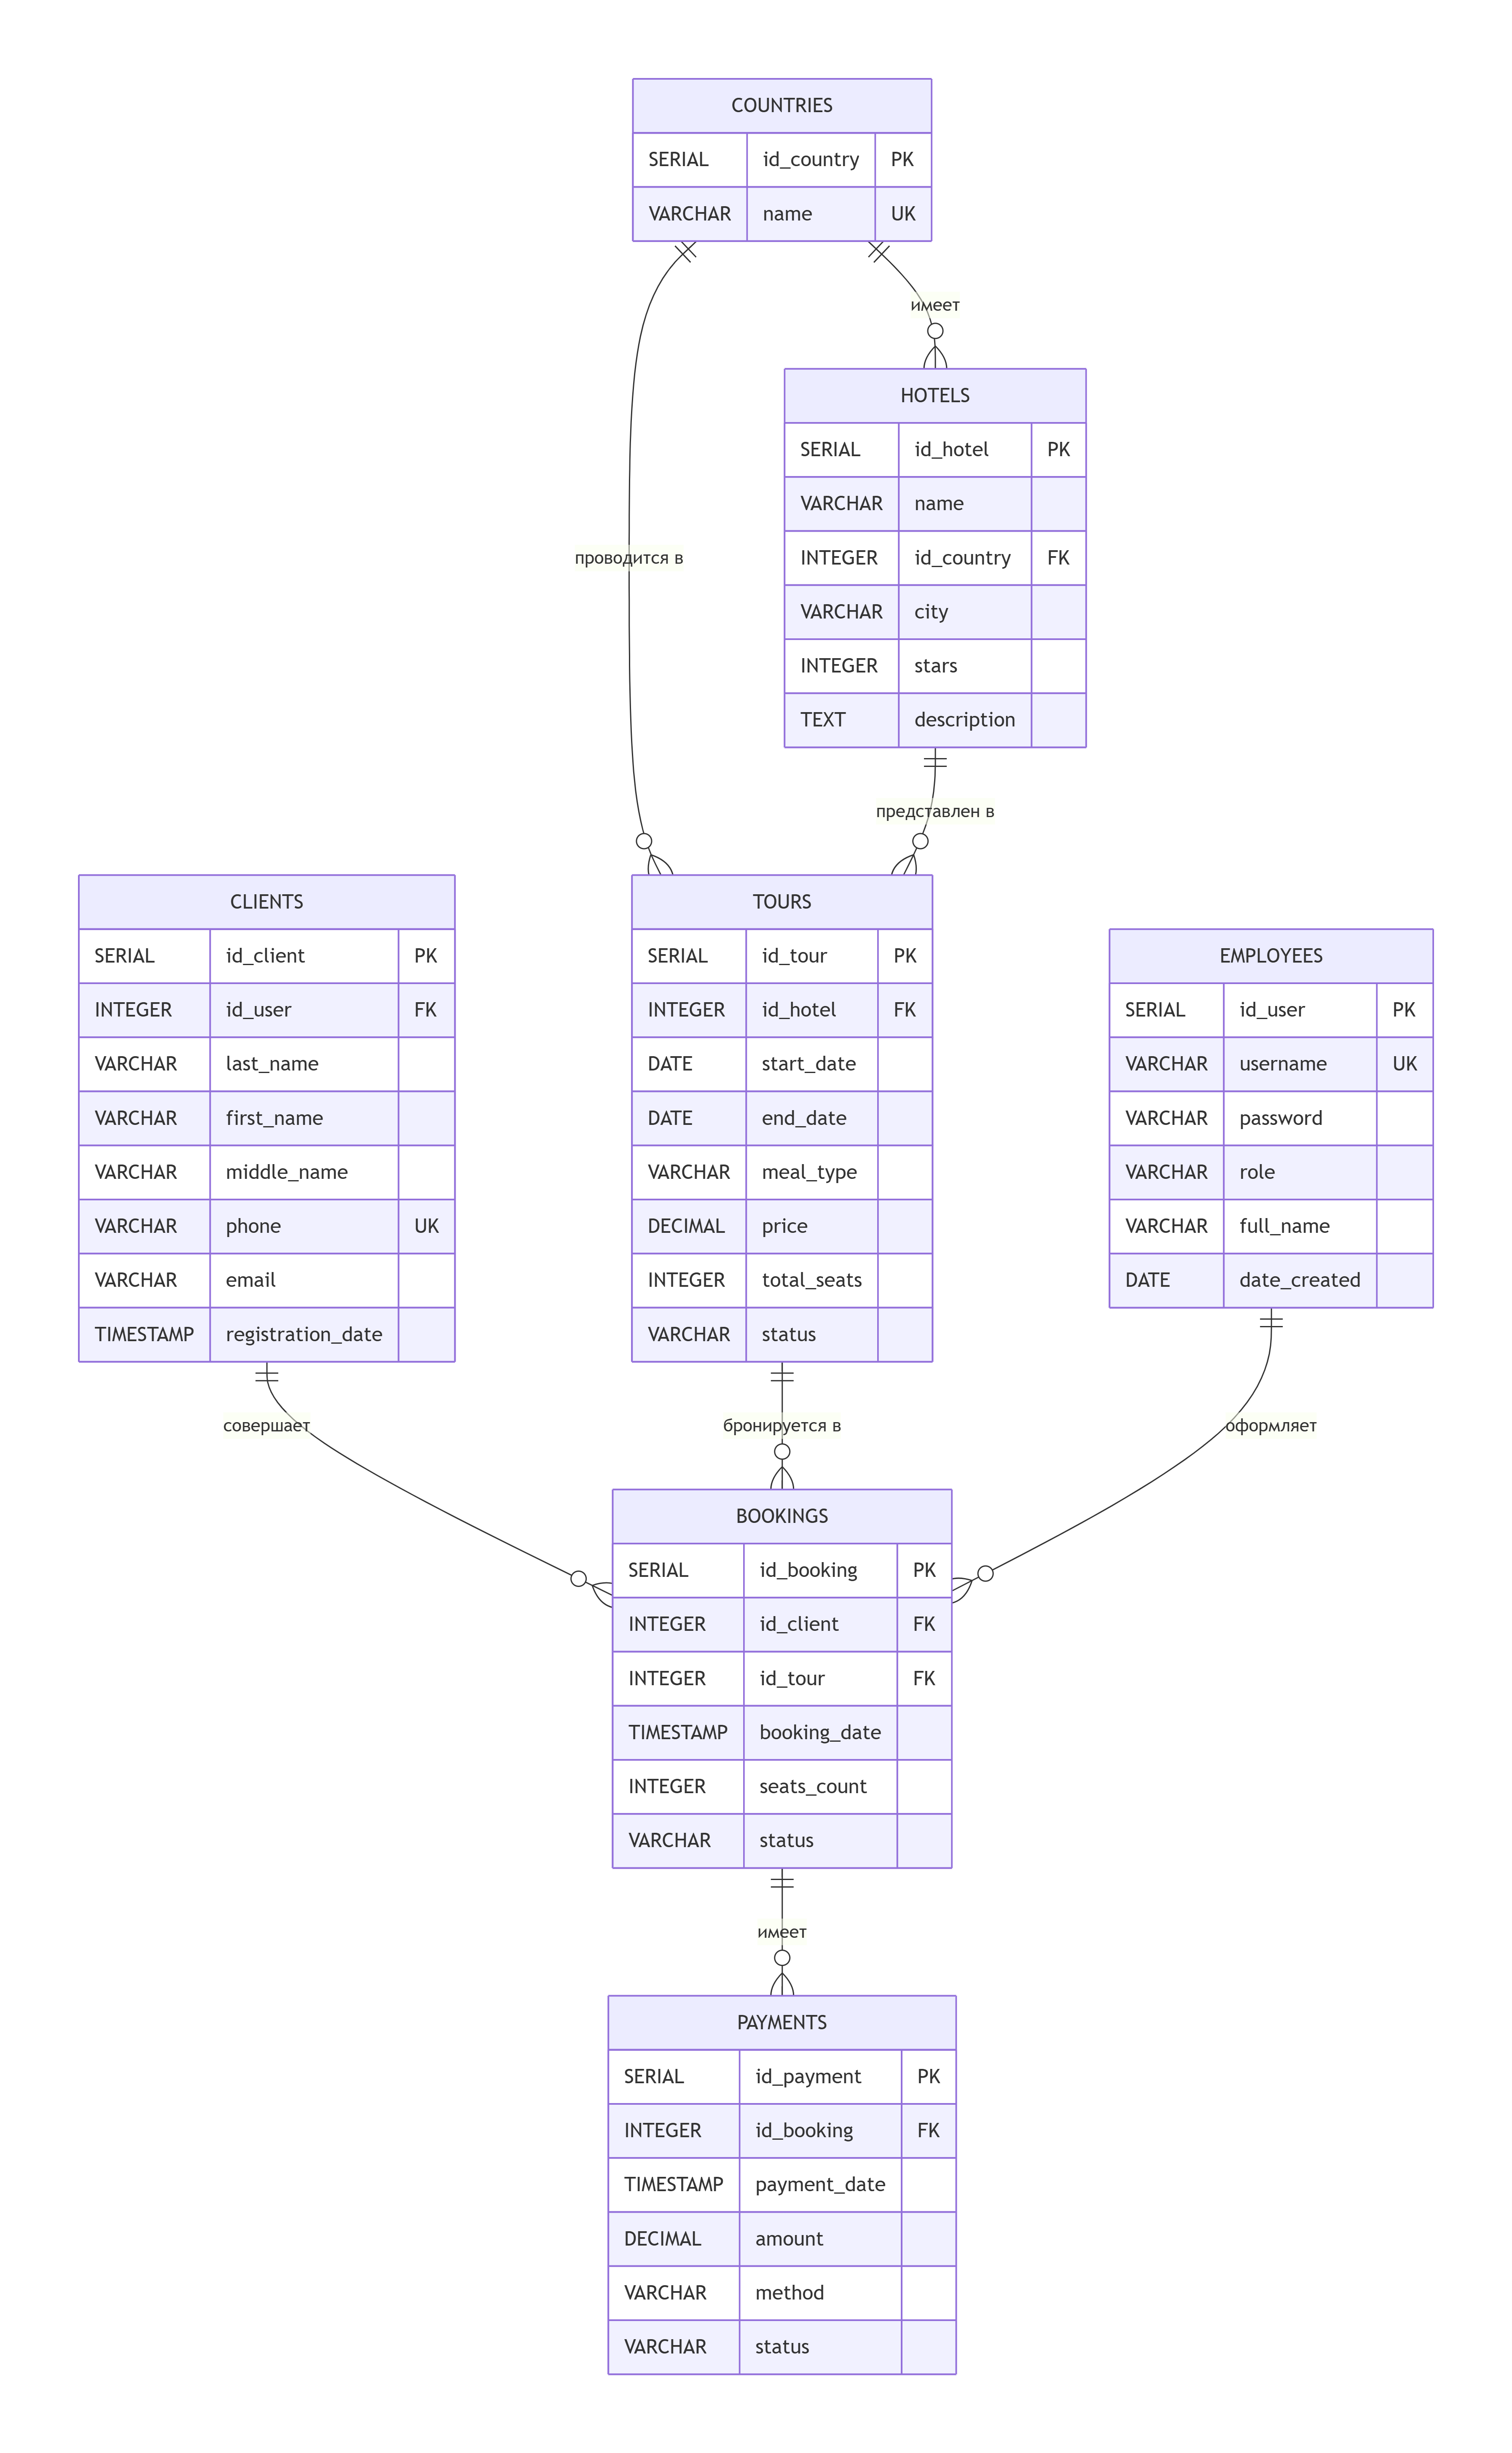 COUNTRIES
SERIAL id_country PK
VARCHAR name UK
имеет
HOTELS
SERIAL id_hotel PK
VARCHAR name
INTEGER id_country FK
VARCHAR city
INTEGER stars
TEXT description
проводится в
представлен в
CLIENTS
SERIAL id_client PK
INTEGER id_user FK
VARCHAR last_name
VARCHAR first_name
VARCHAR middle_name
VARCHAR phone UK
VARCHAR email
TIMESTAMP registration_date
TOURS
SERIAL id_tour PK
INTEGER id_hotel FK
DATE start_date
DATE end_date
VARCHAR meal_type
DECIMAL price
INTEGER total_seats
VARCHAR status
EMPLOYEES
SERIAL id_user PK
VARCHAR username UK
VARCHAR password
VARCHAR role
VARCHAR full_name
DATE date_created
совершает
бронируется в
оформляет
BOOKINGS
SERIAL id_booking PK
INTEGER id_client FK
INTEGER id_tour FK
TIMESTAMP booking_date
INTEGER seats_count
VARCHAR status
имеет
PAYMENTS
SERIAL id_payment PK
INTEGER id_booking FK
TIMESTAMP payment_date
DECIMAL amount
VARCHAR method
VARCHAR status